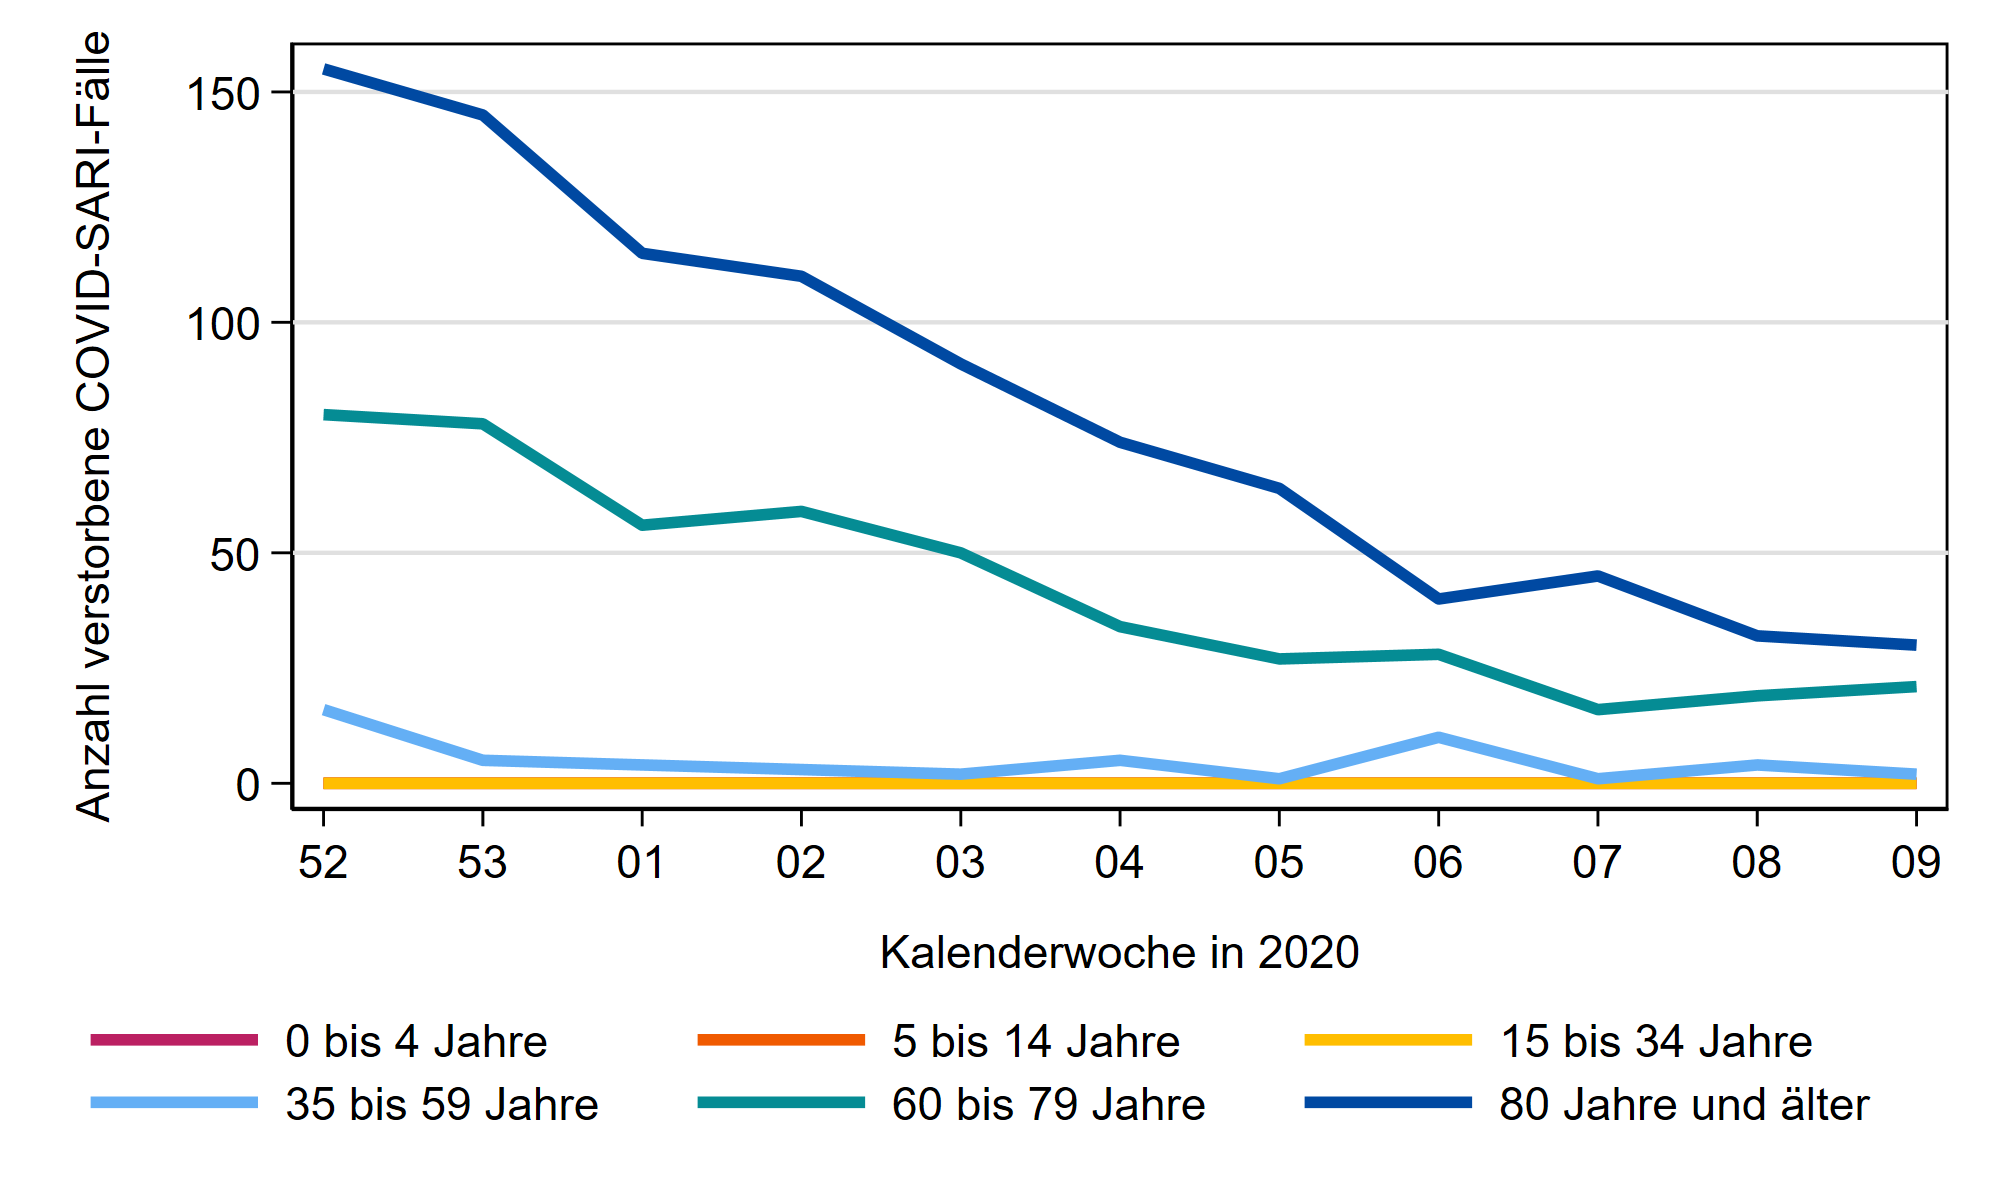 Anzahl verstorbene COVID-SARI-Fälle
150
100
50
0
52 53 01 02 03 04 05 06 07 08 09
Kalenderwoche in 2020
0 bis 4 Jahre 5 bis 14 Jahre 15 bis 34 Jahre
35 bis 59 Jahre 60 bis 79 Jahre 80 Jahre und älter